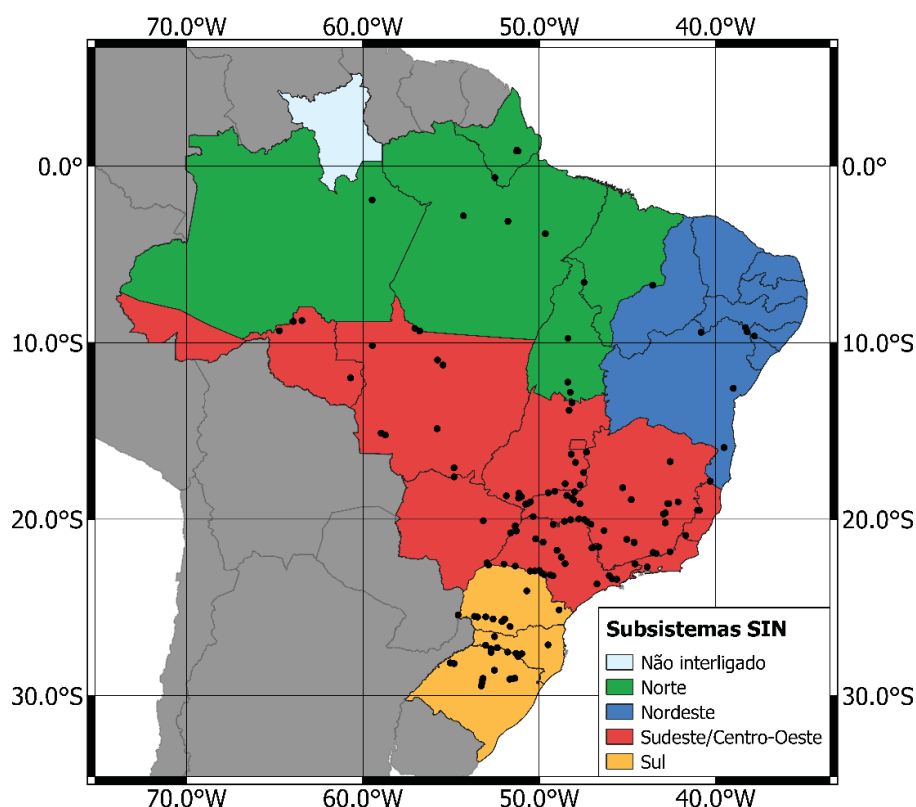 70.0°W 60.0°W 50.0°W 40.0°W
0.0° 0.0°
10.0°S 10.0°S
20.0°S 20.0°S
30.0°S 30.0°S
Subsistemas SIN
Não interligado
Norte
Nordeste
Sudeste/Centro-Oeste
Sul
70.0°W 60.0°W 50.0°W 40.0°W